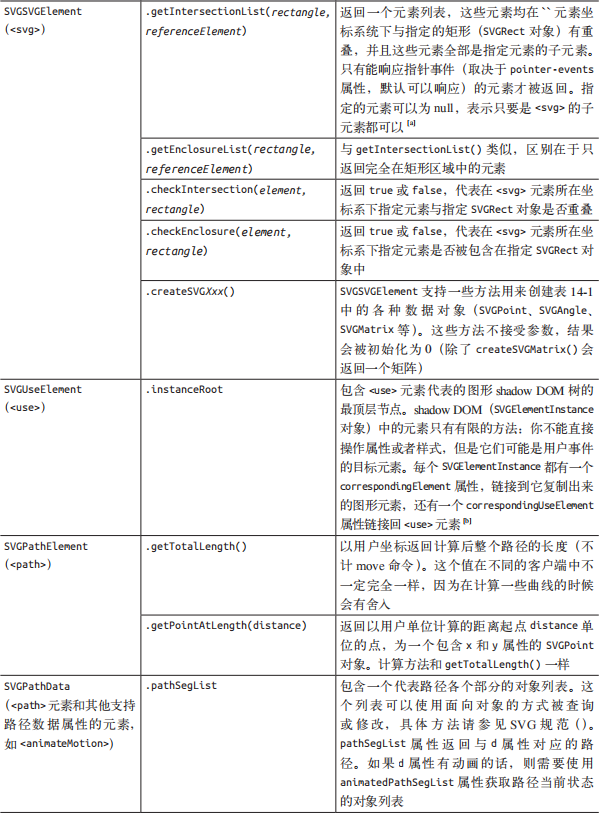 SVGSVGElement
(<svg>)
.getIntersectionList(rectangle,
referenceElement)
返回一个元素列表，这些元素均在``元素坐
标系统下与指定的矩形（SVGRect 对象）有重
叠，并且这些元素全部是指定元素的子元素。
只有能响应指针事件（取决于 pointer-events
属性，默认可以响应）的元素才被返回。指
定的元素可以为 null，表示只要是 <svg> 的子
元素都可以 [a]
.getEnclosureList(rectangle,
referenceElement)
与 getIntersectionList() 类似，区别在于只
返回完全在矩形区域中的元素
.checkIntersection(element,
rectangle)
返回 true 或 false，代表在 <svg> 元素所在
坐标系下指定元素与指定 SVGRect 对象是否重叠
.checkEnclosure(element,
rectangle)
返回 true 或 false，代表在 <svg> 元素所在
坐标系下指定元素是否被包含在指定 SVGRect 对
象中
.createSVGXxx()
SVGSVGElement 支持一些方法用来创建表 14-1
中的各种数据对象（SVGPoint、SVGAngle、
SVGMatrix 等）。这些方法不接受参数，结果
会被初始化为 0（除了 createSVGMatrix() 会
返回一个矩阵）
SVGUseElement
(<use>)
.instanceRoot
包含 <use> 元素代表的图形 shadow DOM 树的
最顶层节点。shadow DOM（SVGElementInstance
对象）中的元素只有有限的方法：你不能直接
操作属性或者样式，但是它们可能是用户事件
的目标元素。每个 SVGElementInstance 都有一个
correspondingElement 属性，链接到它复制出来
的图形元素，还有一个 correspondingUseElement
属性链接回 <use> 元素 [b]
SVGPathElement
(<path>)
.getTotalLength()
以用户坐标返回计算后整个路径的长度（不
计 move 命令）。这个值在不同的客户端中不
一定完全一样，因为在计算一些曲线的时候
会有舍入
.getPointAtLength(distance)
返回以用户单位计算的距离起点 distance 单
位的点，为一个包含 x 和 y 属性的 SVGPoint
对象。计算方法和 getTotalLength() 一样
SVGPathData
(<path> 元素和其他支持
路径数据属性的元素，
如 <animateMotion>)
.pathSegList
包含一个代表路径各个部分的对象列表。这
个列表可以使用面向对象的方式被查询
或修改，具体方法请参见 SVG 规范（）。
pathSegList 属性返回与 d 属性对应的路
径。如果 d 属性有动画的话，则需要使用
animatedPathSegList 属性获取路径当前状态
的对象列表